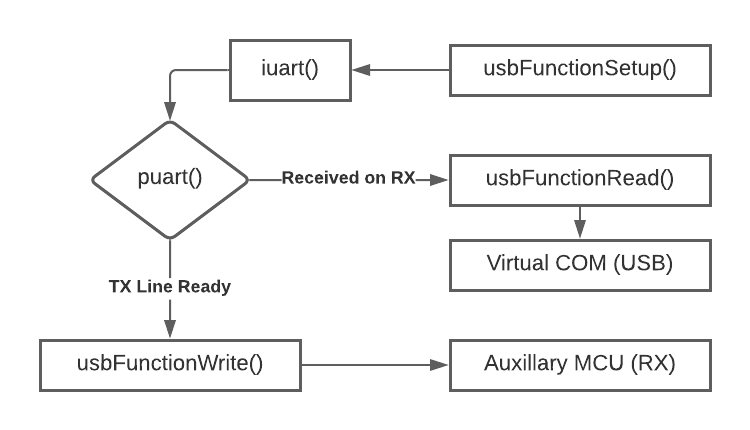 iuart()
usbFunctionSetup()
puart()
Received on RX
usbFunctionRead()
Virtual COM (USB)
TX Line Ready
usbFunctionWrite()
Auxillary MCU (RX)